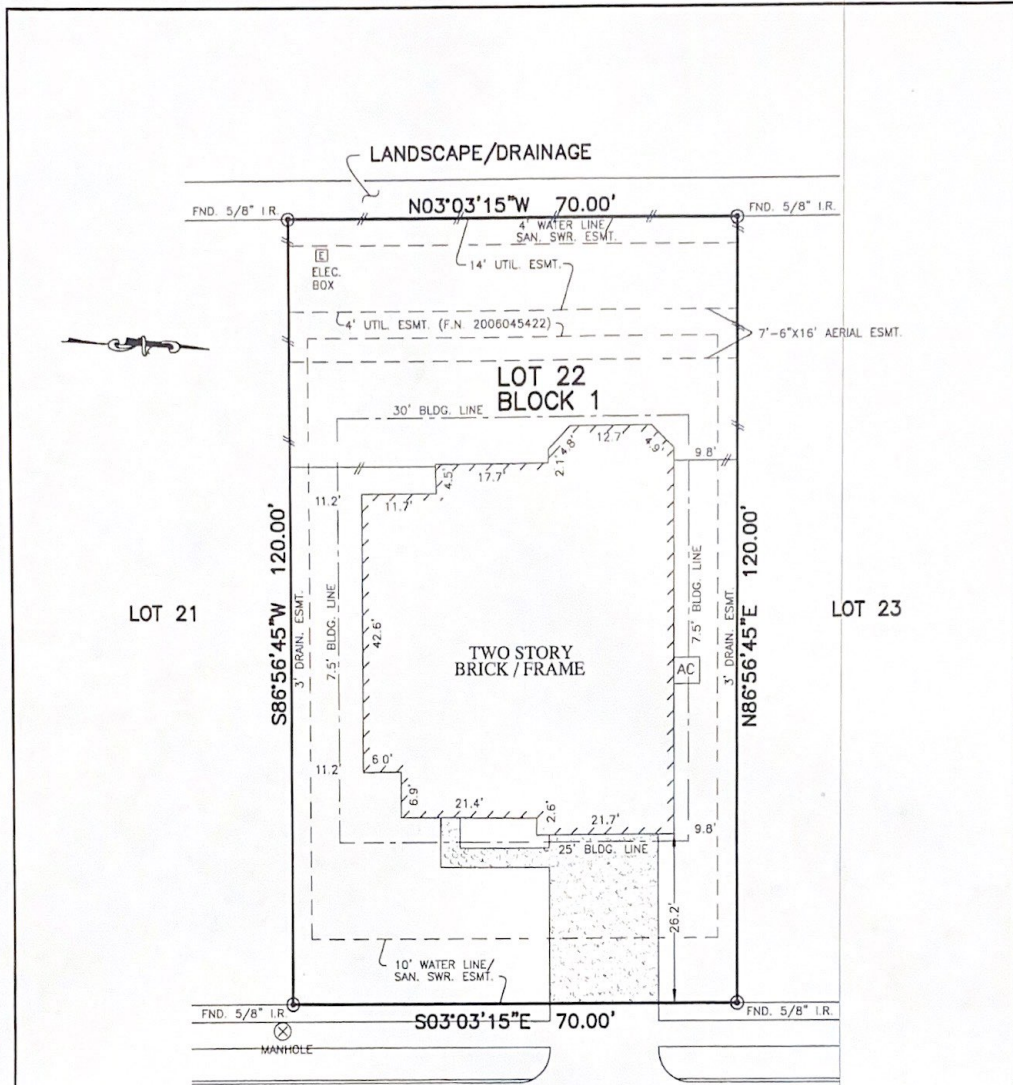 LANDSCAPE/DRAINAGE
FND. 5/8" I.R.
N03°03'15"W 70.00'
FND. 5/8" I.R.
4' WATER LINE/
SAN. SWR. ESMT.
E
ELEC.
BOX
14' UTIL. ESMT.
4' UTIL. ESMT (F.N. 2006045422)
7'-6"X16' AERIAL ESMT.
LOT 22
BLOCK 1
30' BLDG. LINE
12.7'
4.8'
4.9'
2.1'
9.8'
17.7'
4.5'
11.2'
11.7'
S86°56'45"W 120.00'
3' DRAIN. ESMT.
7.5' BLDG. LINE
42.6'
LOT 21
TWO STORY
BRICK / FRAME
AC
7.5' BLDG. LINE
3' DRAIN. ESMT.
N86°56'45"E 120.00'
LOT 23
11.2'
6.0'
6.9'
21.4'
2.6'
21.7'
9.8'
25' BLDG. LINE
26.2'
10' WATER LINE/
SAN. SWR. ESMT.
FND. 5/8" I.R.
S03°03'15"E 70.00'
FND. 5/8" I.R.
MANHOLE